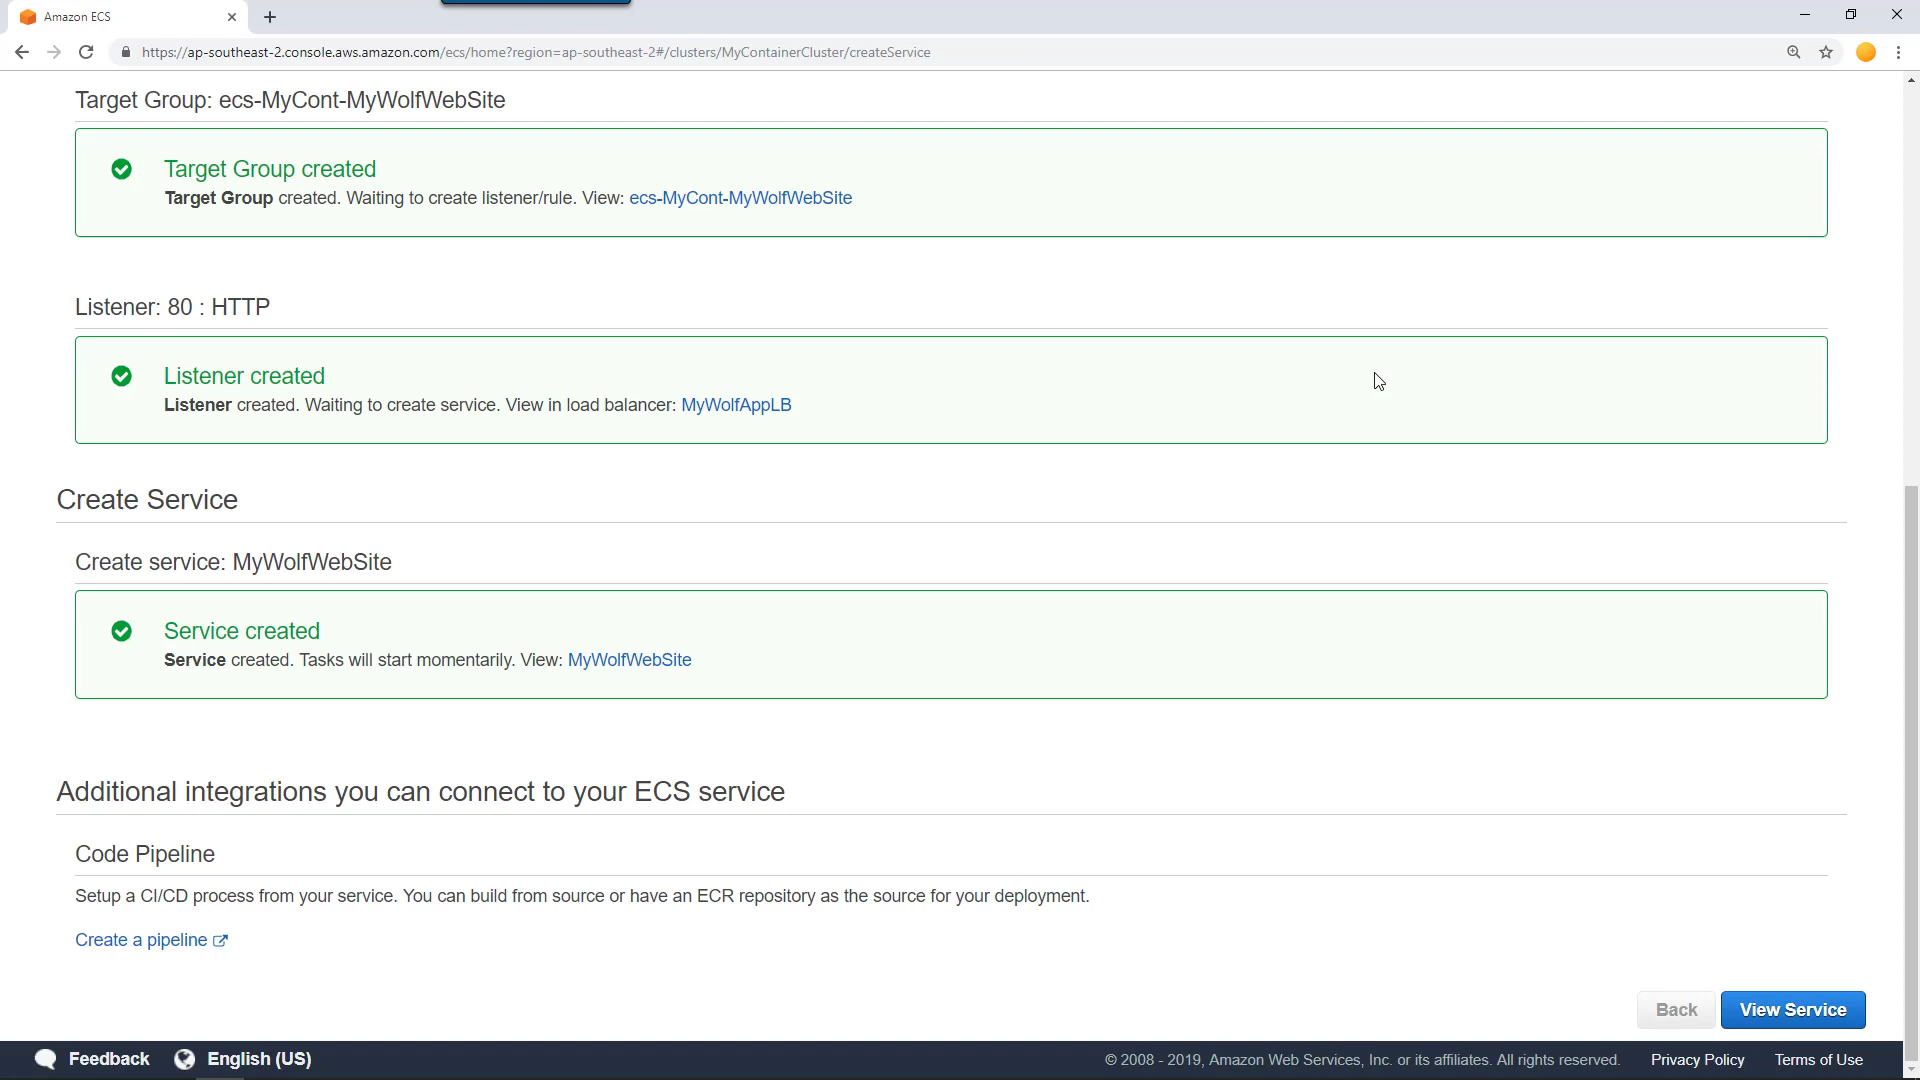 Amazon ECS
https://ap-southeast-2.console.aws.amazon.com/ecs/home?region=ap-southeast-2#/clusters/MyContainerCluster/createService
Target Group: ecs-MyCont-MyWolfWebSite
Target Group created
Target Group created. Waiting to create listener/rule. View: ecs-MyCont-MyWolfWebSite
Listener: 80 : HTTP
Listener created
Listener created. Waiting to create service. View in load balancer: MyWolfAppLB
Create Service
Create service: MyWolfWebSite
Service created
Service created. Tasks will start momentarily. View: MyWolfWebSite
Additional integrations you can connect to your ECS service
Code Pipeline
Setup a CI/CD process from your service. You can build from source or have an ECR repository as the source for your deployment.
Create a pipeline
Back View Service
Feedback English (US) © 2008 - 2019, Amazon Web Services, Inc. or its affiliates. All rights reserved. Privacy Policy Terms of Use